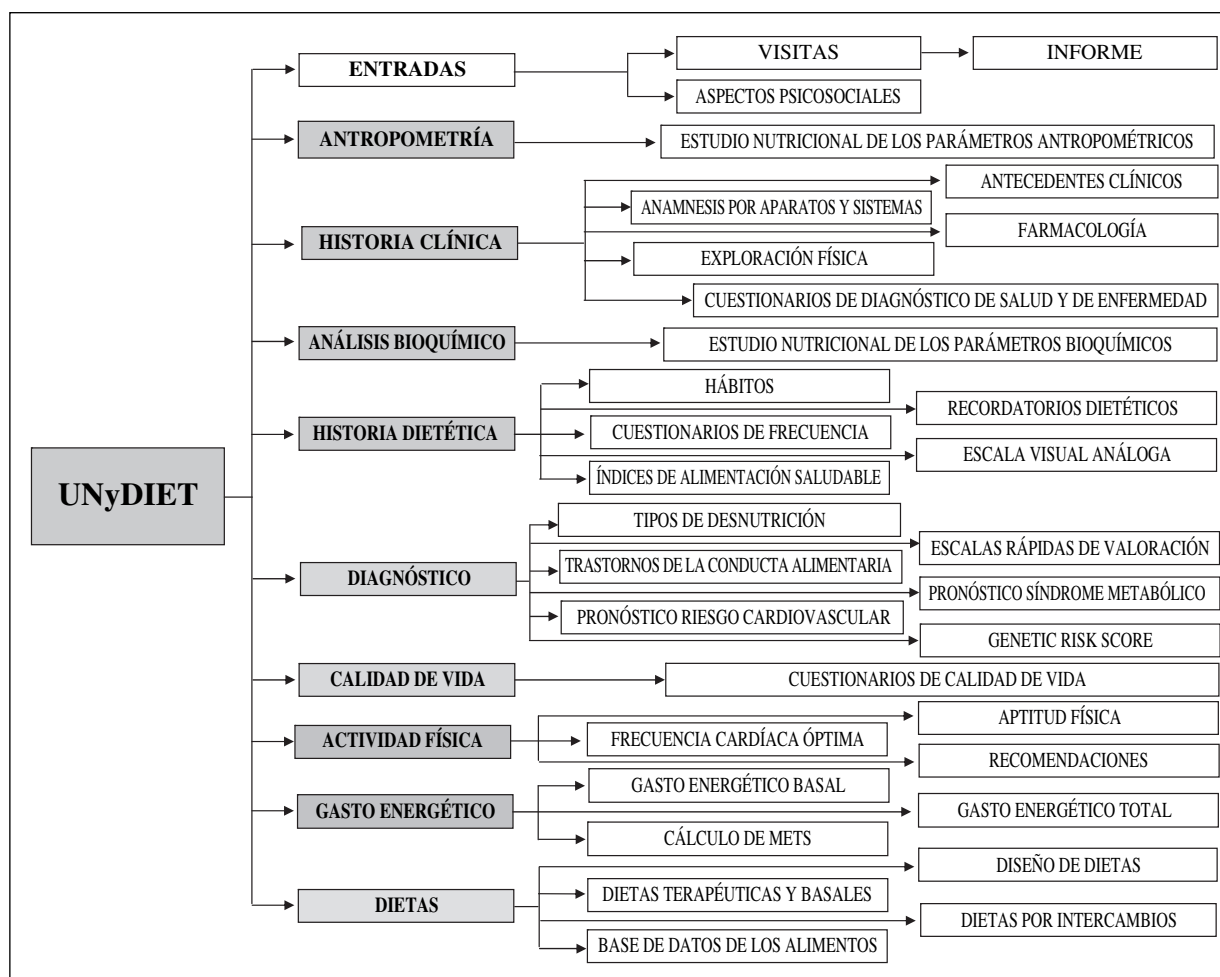 UNyDIET
ENTRADAS
VISITAS
INFORME
ASPECTOS PSICOSOCIALES
ANTROPOMETRÍA
ESTUDIO NUTRICIONAL DE LOS PARÁMETROS ANTROPOMÉTRICOS
HISTORIA CLÍNICA
ANTECEDENTES CLÍNICOS
ANAMNESIS POR APARATOS Y SISTEMAS
FARMACOLOGÍA
EXPLORACIÓN FÍSICA
CUESTIONARIOS DE DIAGNÓSTICO DE SALUD Y DE ENFERMEDAD
ANÁLISIS BIOQUÍMICO
ESTUDIO NUTRICIONAL DE LOS PARÁMETROS BIOQUÍMICOS
HISTORIA DIETÉTICA
HÁBITOS
RECORDATORIOS DIETÉTICOS
CUESTIONARIOS DE FRECUENCIA
ESCALA VISUAL ANÁLOGA
ÍNDICES DE ALIMENTACIÓN SALUDABLE
DIAGNÓSTICO
TIPOS DE DESNUTRICIÓN
ESCALAS RÁPIDAS DE VALORACIÓN
TRASTORNOS DE LA CONDUCTA ALIMENTARIA
PRONÓSTICO SÍNDROME METABÓLICO
PRONÓSTICO RIESGO CARDIOVASCULAR
GENETIC RISK SCORE
CALIDAD DE VIDA
CUESTIONARIOS DE CALIDAD DE VIDA
ACTIVIDAD FÍSICA
APTITUD FÍSICA
FRECUENCIA CARDÍACA ÓPTIMA
RECOMENDACIONES
GASTO ENERGÉTICO
GASTO ENERGÉTICO BASAL
GASTO ENERGÉTICO TOTAL
CÁLCULO DE METS
DIETAS
DISEÑO DE DIETAS
DIETAS TERAPÉUTICAS Y BASALES
DIETAS POR INTERCAMBIOS
BASE DE DATOS DE LOS ALIMENTOS